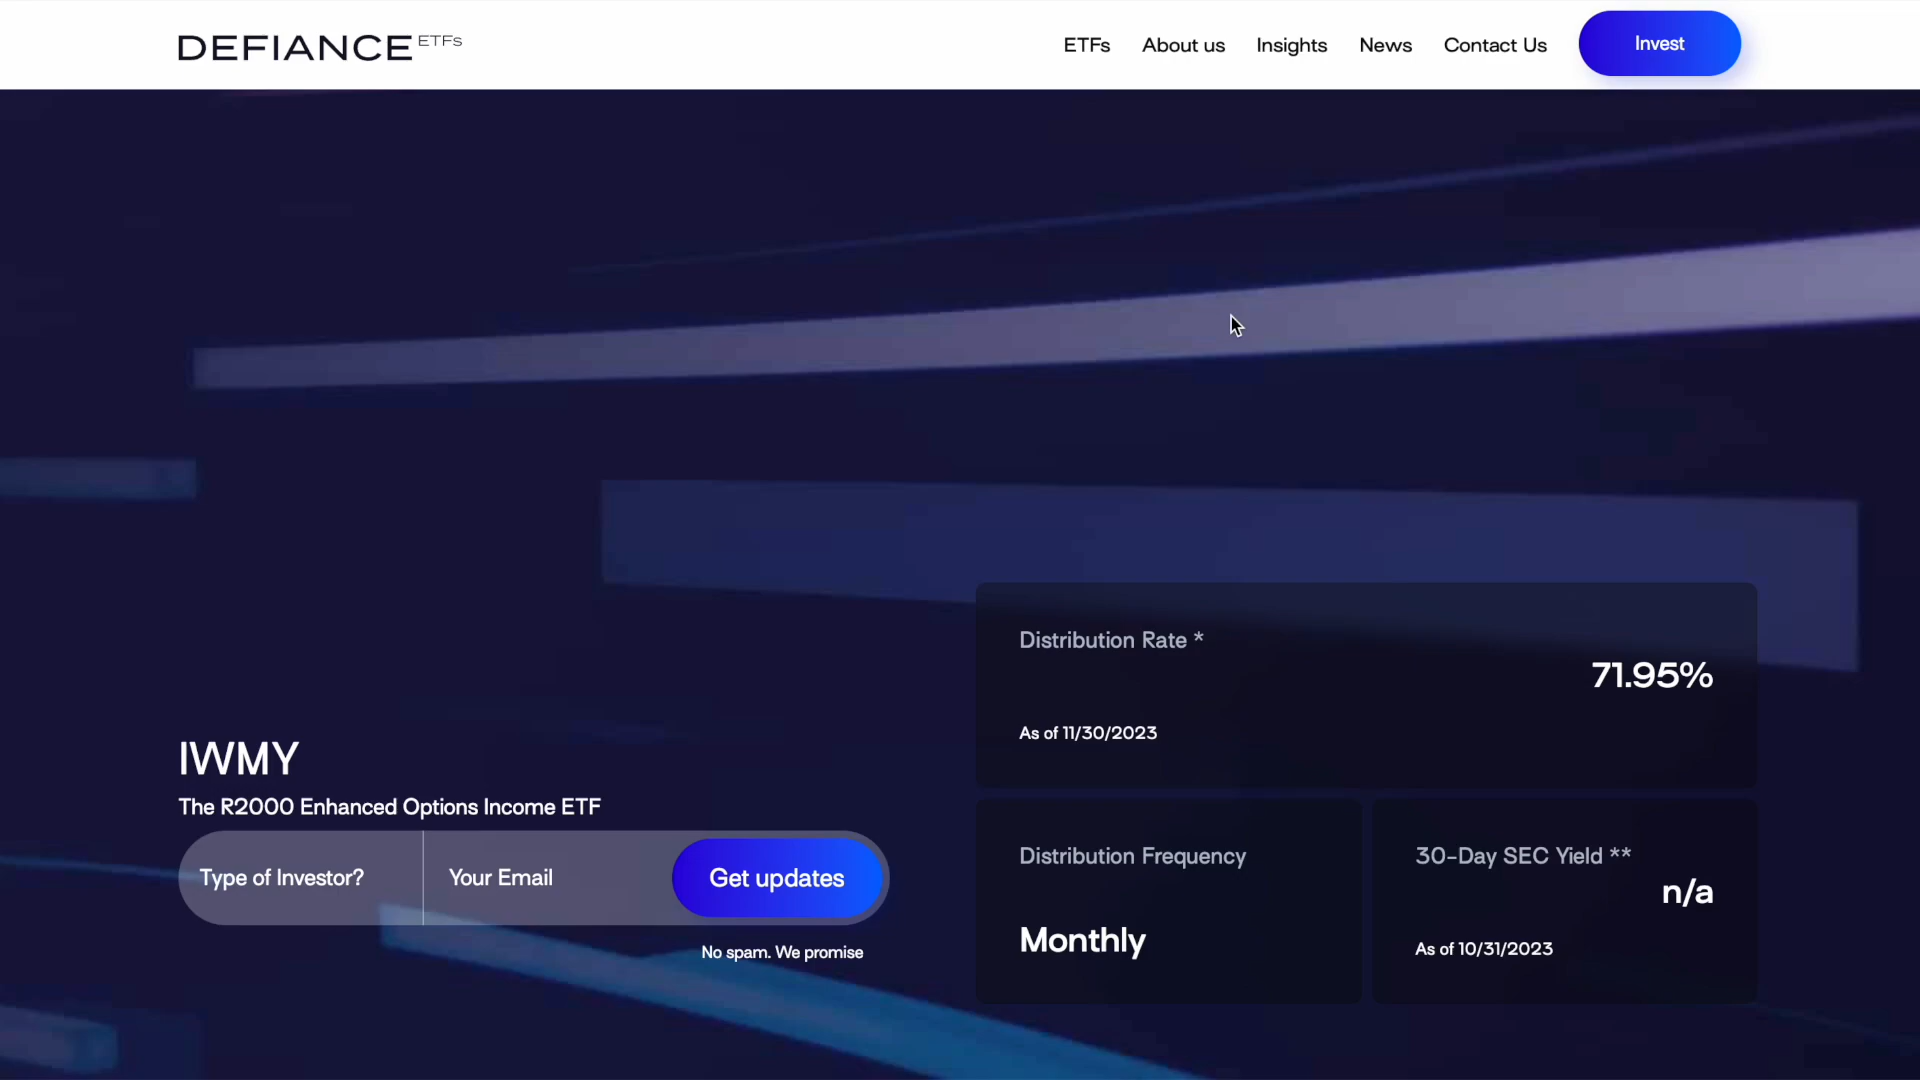 DEFIANCE ETFs
ETFs
About us
Insights
News
Contact Us
Invest
Distribution Rate *
71.95%
As of 11/30/2023
IWMY
The R2000 Enhanced Options Income ETF
Type of Investor?
Your Email
Get updates
No spam. We promise
Distribution Frequency
Monthly
30-Day SEC Yield **
n/a
As of 10/31/2023